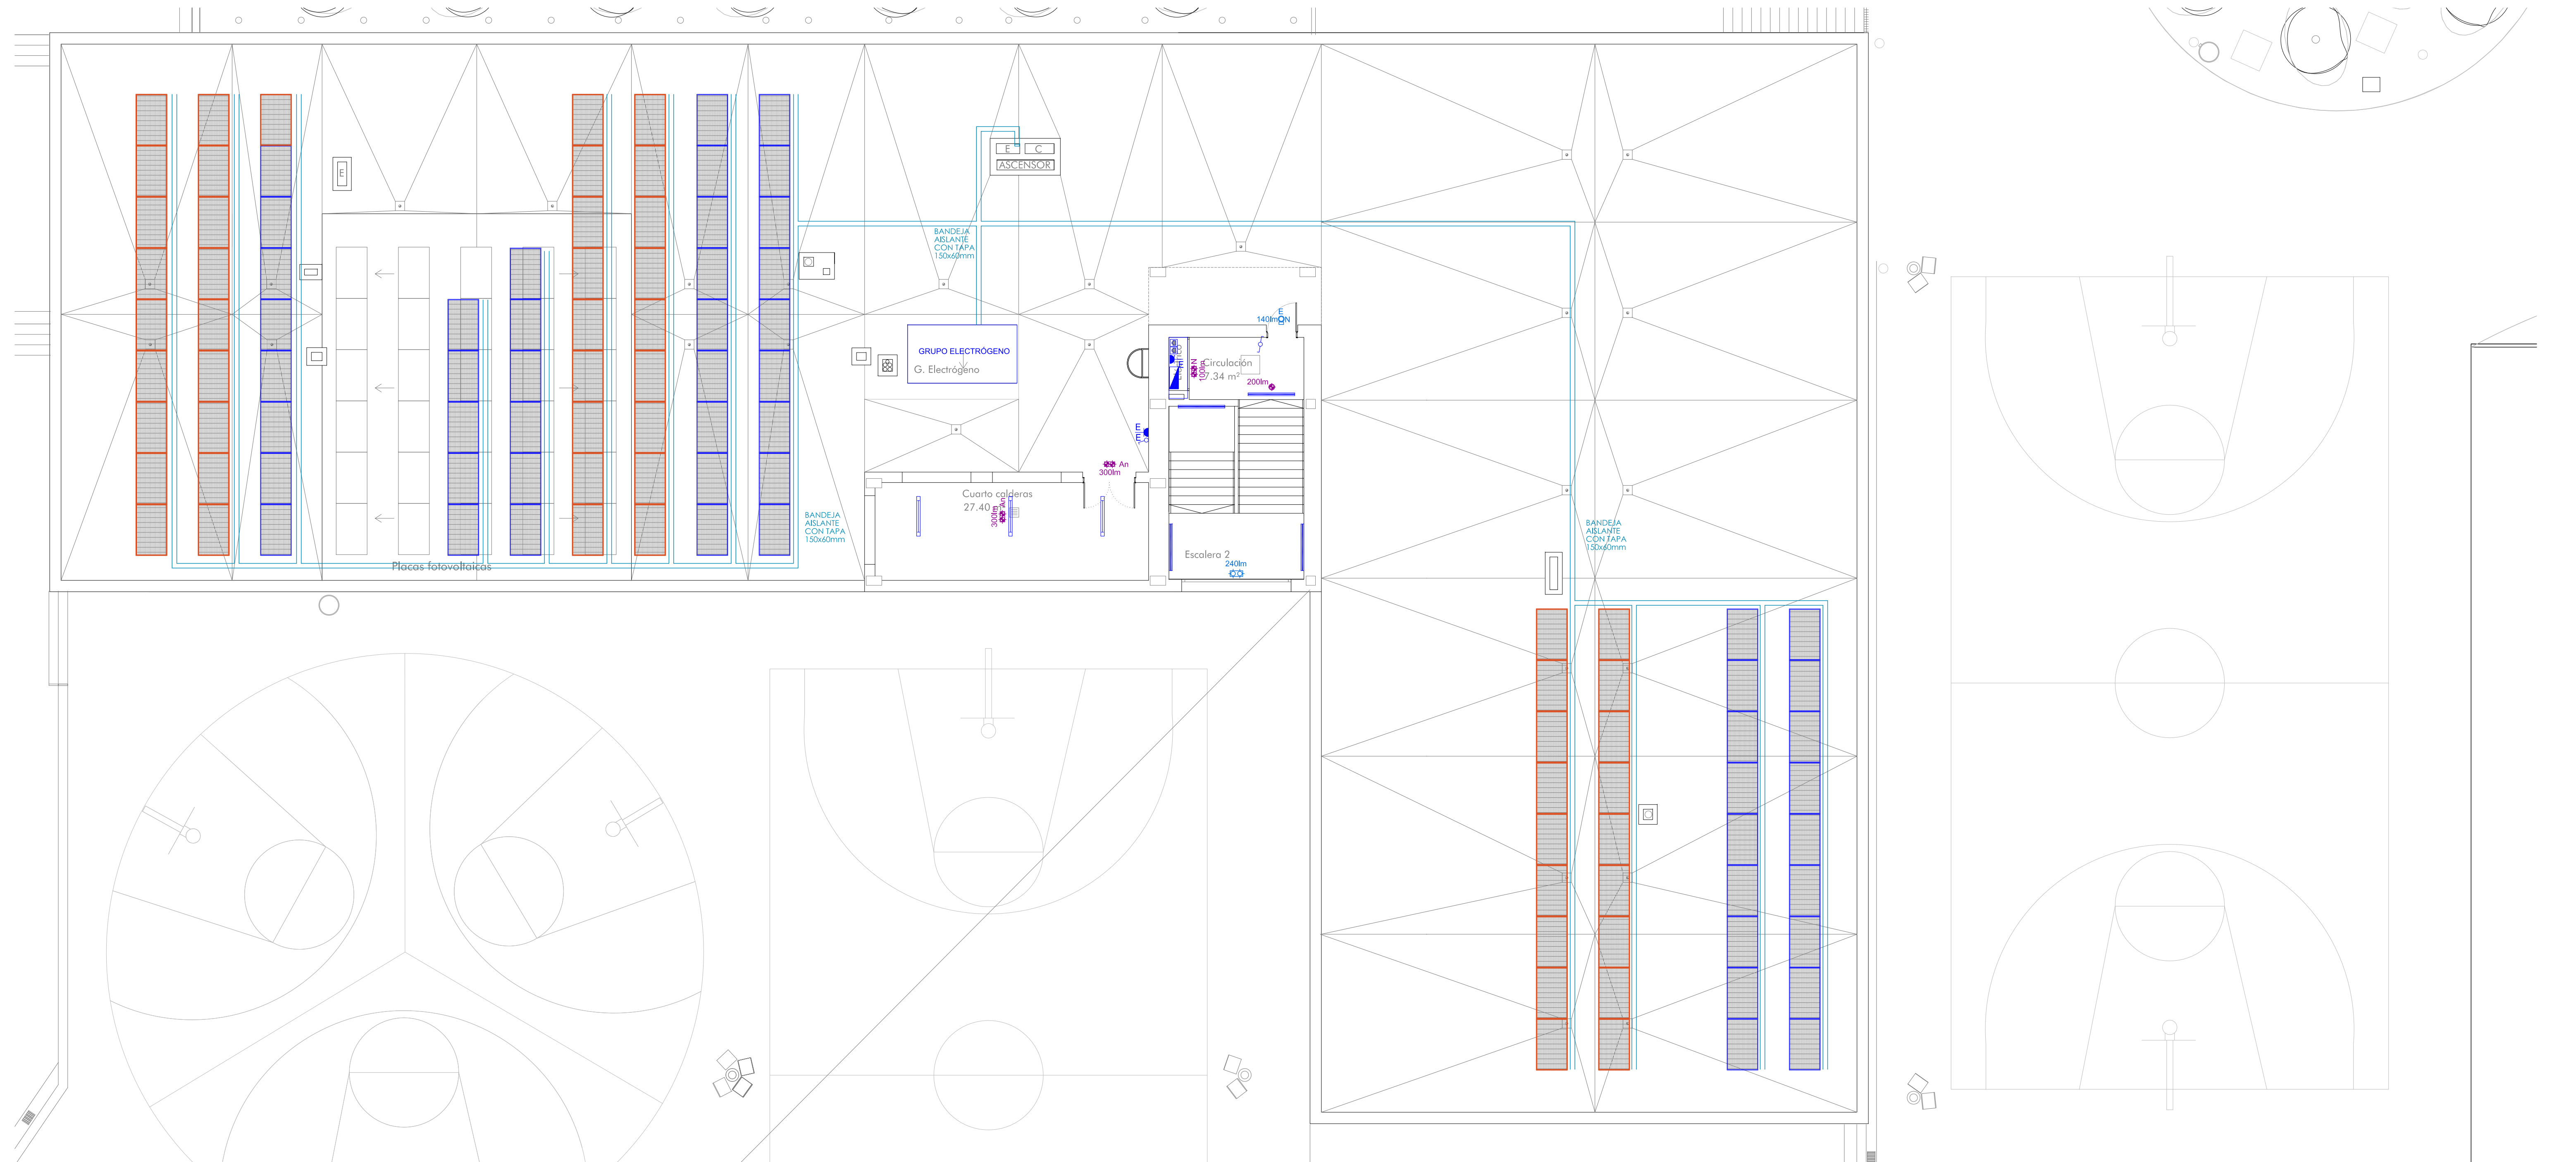 E C
ASCENSOR
E
BANDEJA
AISLANTE
CON TAPA
150x60mm
E
140lm N
GRUPO ELECTRÓGENO
G. Electrógeno
Circulación
7.34 m²
N
100lm
E
200lm
E
E
An
300lm
Cuarto calderas
27.40
300lm
BANDEJA
AISLANTE
CON TAPA
150x60mm
BANDEJA
AISLANTE
CON TAPA
150x60mm
Escalera 2
240lm
Placas fotovoltaicas